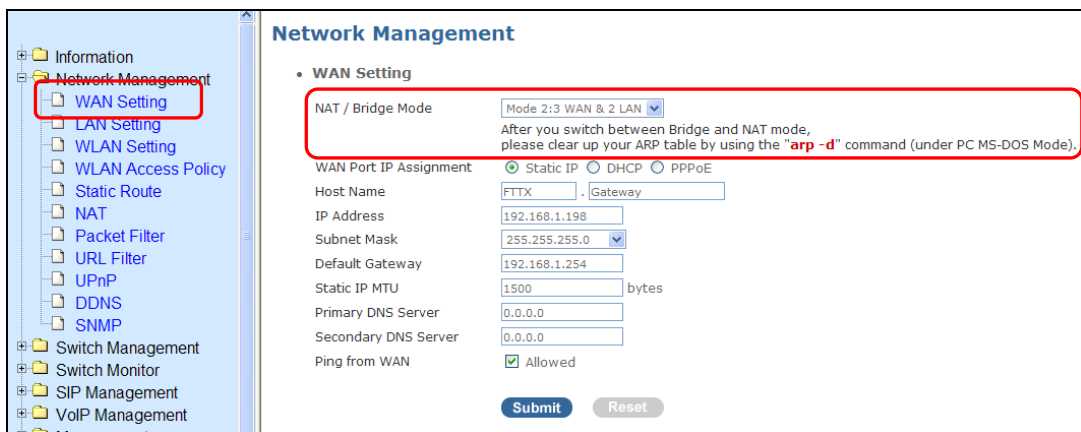 Information
Network Management
WAN Setting
LAN Setting
WLAN Setting
WLAN Access Policy
Static Route
NAT
Packet Filter
URL Filter
UPnP
DDNS
SNMP
Switch Management
Switch Monitor
SIP Management
VoIP Management
Network Management
• WAN Setting
NAT / Bridge Mode Mode 2:3 WAN & 2 LAN
After you switch between Bridge and NAT mode,
please clear up your ARP table by using the "arp -d" command (under PC MS-DOS Mode).
WAN Port IP Assignment Static IP DHCP PPPoE
Host Name FTTX . Gateway
IP Address 192.168.1.198
Subnet Mask 255.255.255.0
Default Gateway 192.168.1.254
Static IP MTU 1500 bytes
Primary DNS Server 0.0.0.0
Secondary DNS Server 0.0.0.0
Ping from WAN Allowed
Submit Reset